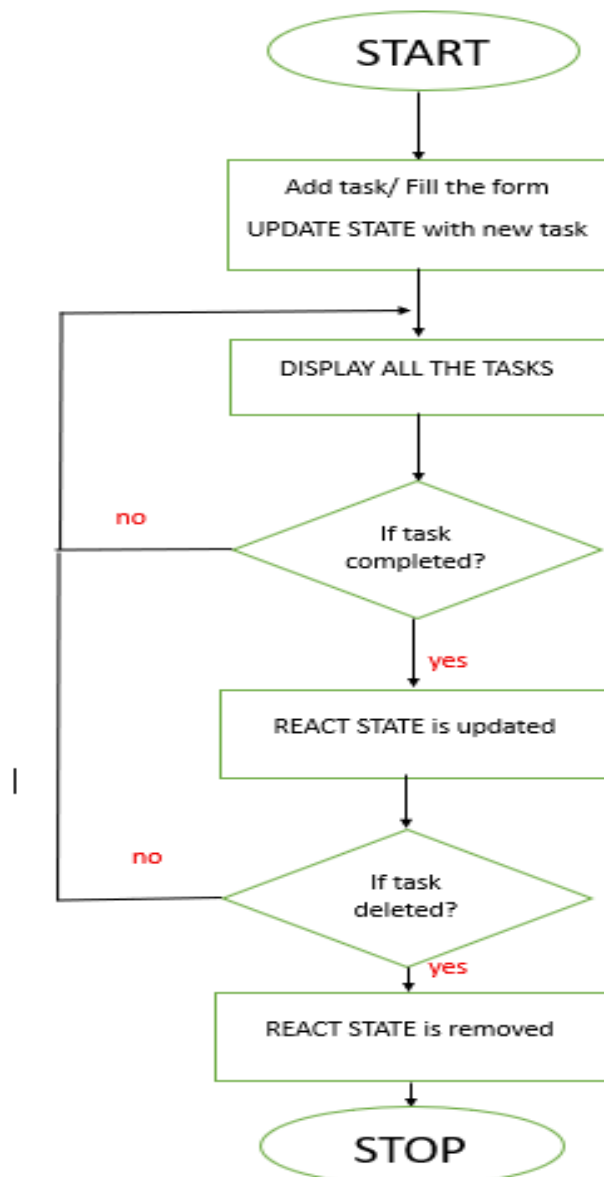 START
Add task/ Fill the form
UPDATE STATE with new task
DISPLAY ALL THE TASKS
no
If task
completed?
yes
REACT STATE is updated
no
If task
deleted?
yes
REACT STATE is removed
STOP